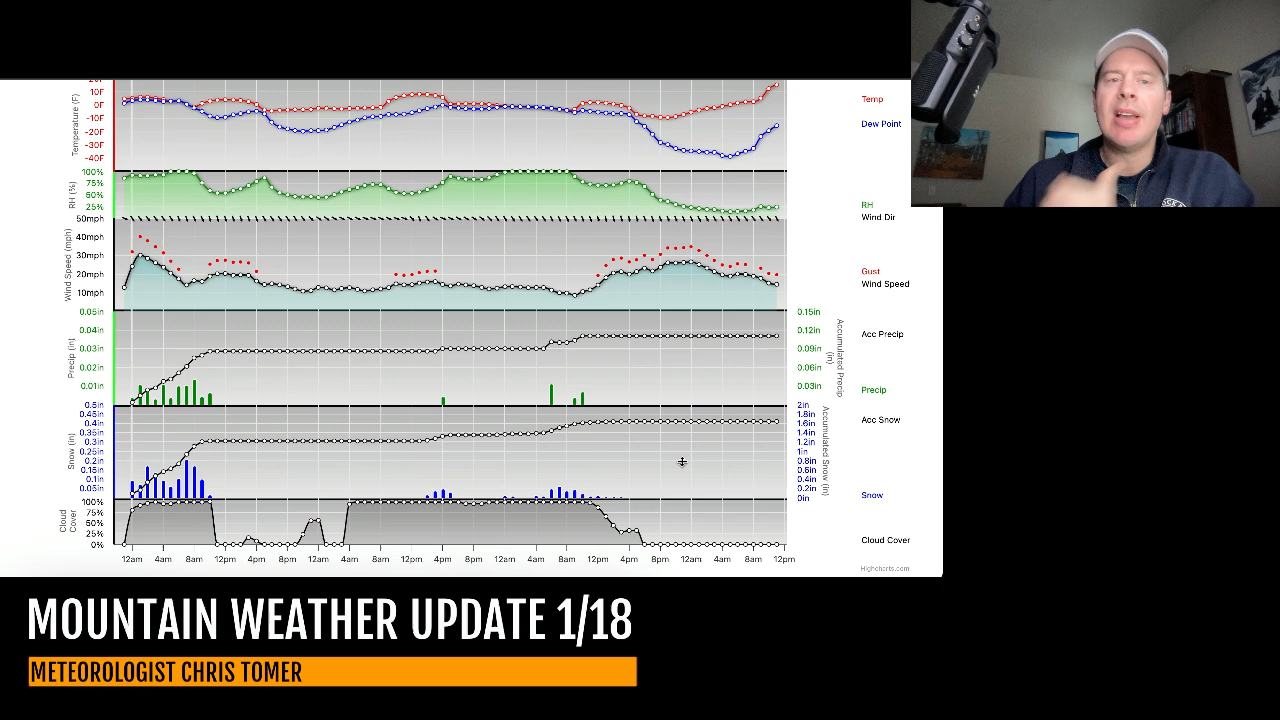 20F
10F
0F
-10F
-20F
-30F
-40F
Temperature (F)
Temp
Dew Point
100%
75%
50%
25%
RH (%)
RH
Wind Dir
50mph
40mph
30mph
20mph
10mph
Wind Speed (mph)
Gust
Wind Speed
0.05in
0.04in
0.03in
0.02in
0.01in
Precip (in)
0.15in
0.12in
0.09in
0.06in
0.03in
Accumulated Precip
(in)
Acc Precip
Precip
0.5in
0.45in
0.4in
0.35in
0.3in
0.25in
0.2in
0.15in
0.1in
0.05in
Snow (in)
2in
1.8in
1.6in
1.4in
1.2in
1in
0.8in
0.6in
0.4in
0.2in
0in
Accumulated Snow (in)
Acc Snow
Snow
100%
75%
50%
25%
0%
Cloud
Cover
Cloud Cover
12am 4am 8am 12pm 4pm 8pm 12am 4am 8am 12pm 4pm 8pm 12am 4am 8am 12pm 4pm 8pm 12am 4am 8am 12pm
Highcharts.com
MOUNTAIN WEATHER UPDATE 1/18
METEOROLOGIST CHRIS TOMER